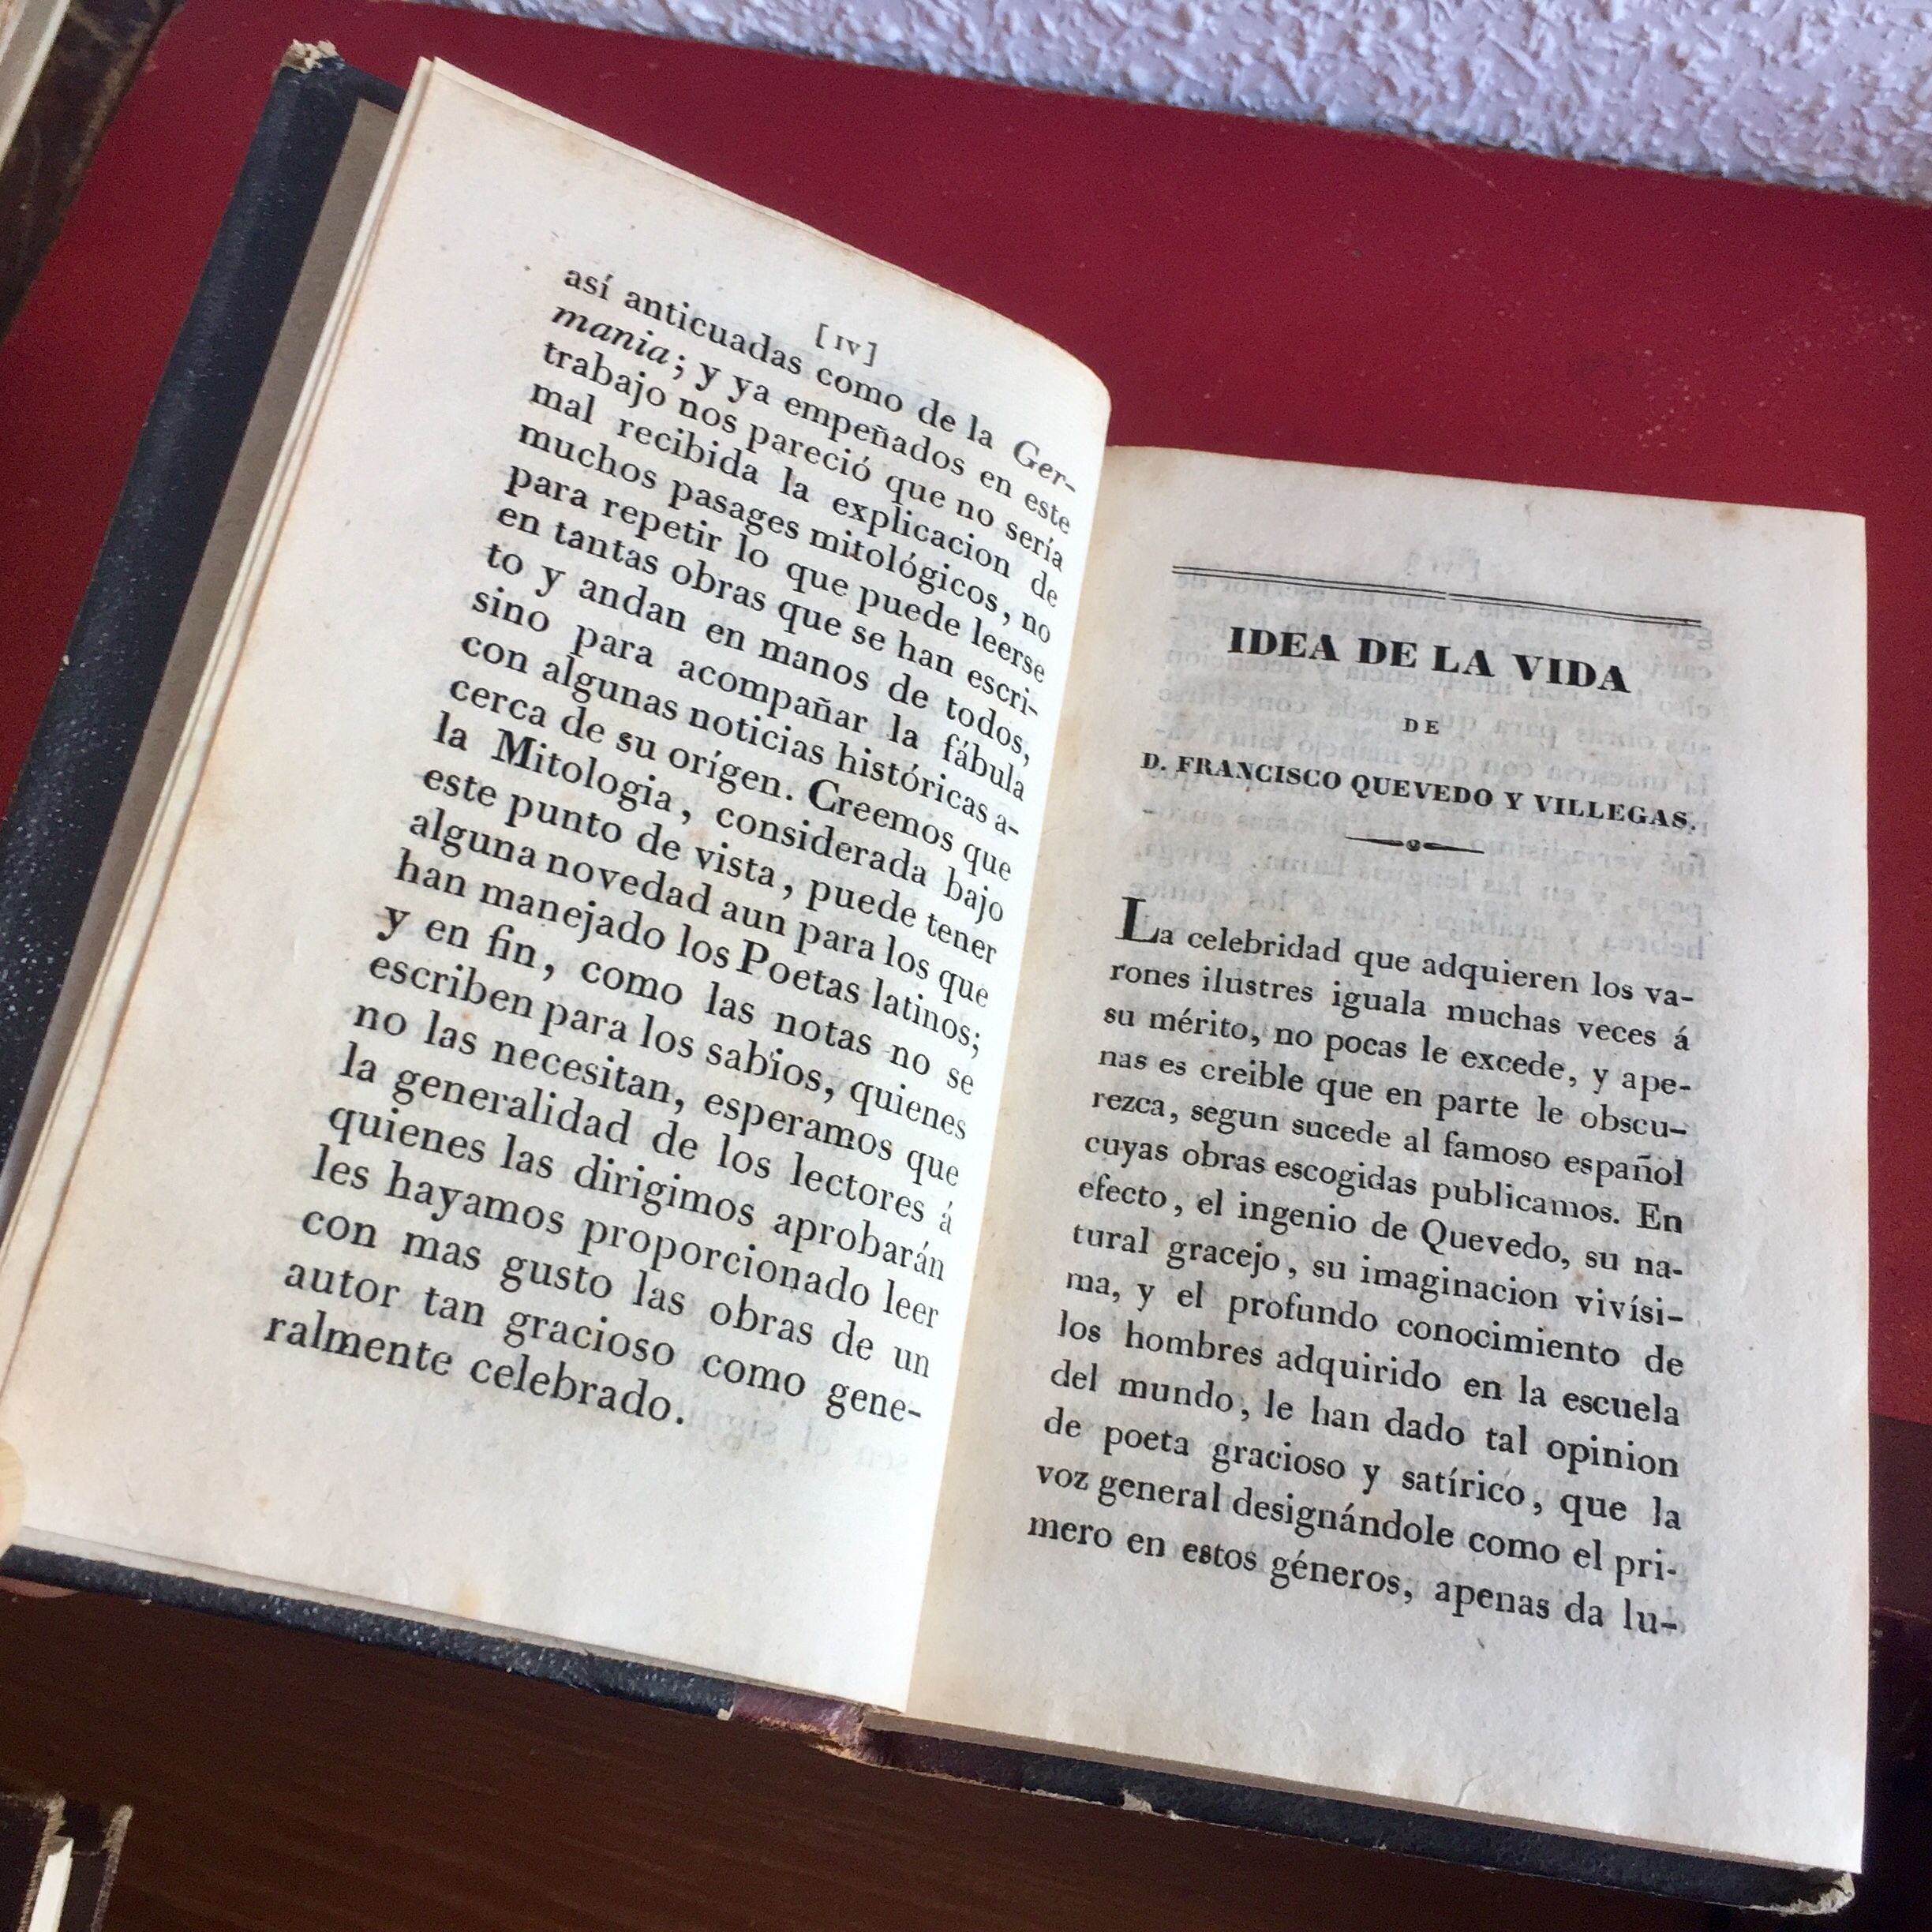 [IV]
así anticuadas como de la Ger-
mania; y ya empeñados en este
trabajo nos pareció que no sería
mal recibida la explicacion de
muchos pasages mitológicos, no
para repetir lo que puede leerse
en tantas obras que se han escri-
to y andan en manos de todos,
sino para acompañar la fábula
con algunas noticias históricas a-
cerca de su orígen. Creemos que
la Mitologia, considerada bajo
este punto de vista, puede tener
alguna novedad aun para los que
han manejado los Poetas latinos;
y en fin, como las notas no se
escriben para los sabios, quienes
no las necesitan, esperamos que
la generalidad de los lectores á
quienes las dirigimos aprobarán
les hayamos proporcionado leer
con mas gusto las obras de un
autor tan gracioso como gene-
ralmente celebrado.
IDEA DE LA VIDA
DE
D. FRANCISCO QUEVEDO Y VILLEGAS.
La celebridad que adquieren los va-
rones ilustres iguala muchas veces á
su mérito, no pocas le excede, y ape-
nas es creible que en parte le obscu-
rezca, segun sucede al famoso español
cuyas obras escogidas publicamos. En
efecto, el ingenio de Quevedo, su na-
tural gracejo, su imaginacion vivísi-
ma, y el profundo conocimiento de
los hombres adquirido en la escuela
del mundo, le han dado tal opinion
de poeta gracioso y satírico, que la
voz general designándole como el pri-
mero en estos géneros, apenas da lu-